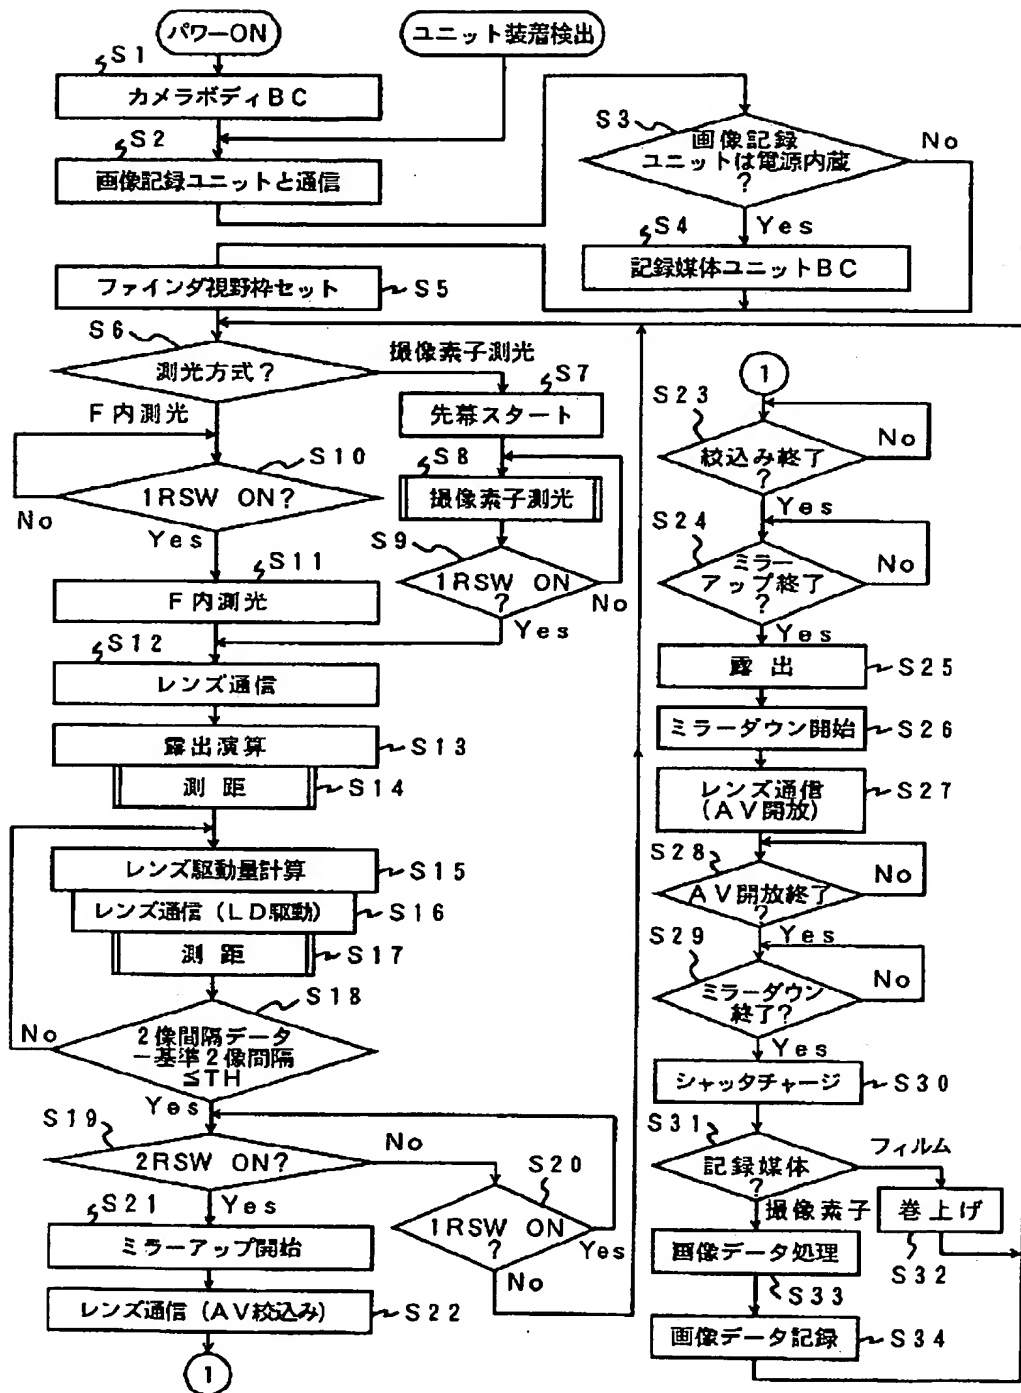 パワーON
ユニット装着検出
S1
カメラボディBC
S2
画像記録ユニットと通信
S3
画像記録
ユニットは電源内蔵
?
No
Yes
S4
記録媒体ユニットBC
ファインダ視野枠セット
S5
S6
測光方式?
撮像素子測光
F内測光
S7
先幕スタート
S8
撮像素子測光
S9
1RSW ON
?
No
Yes
S10
1RSW ON?
No
Yes
S11
F内測光
S12
レンズ通信
露出演算
S13
測距
S14
レンズ駆動量計算
S15
レンズ通信(LD駆動)
S16
測距
S17
S18
2像間隔データ
-基準2像間隔
≦TH
No
Yes
S19
2RSW ON?
No
Yes
S20
1RSW ON
?
Yes
No
S21
ミラーアップ開始
レンズ通信(AV絞込み)
S22
1
1
S23
絞込み終了
?
No
Yes
S24
ミラー
アップ終了
?
No
Yes
露出
S25
ミラーダウン開始
S26
レンズ通信
(AV開放)
S27
S28
AV開放終了
?
No
Yes
S29
ミラーダウン
終了?
No
Yes
シャッタチャージ
S30
S31
記録媒体
?
フィルム
撮像素子
巻上げ
S32
画像データ処理
S33
画像データ記録
S34